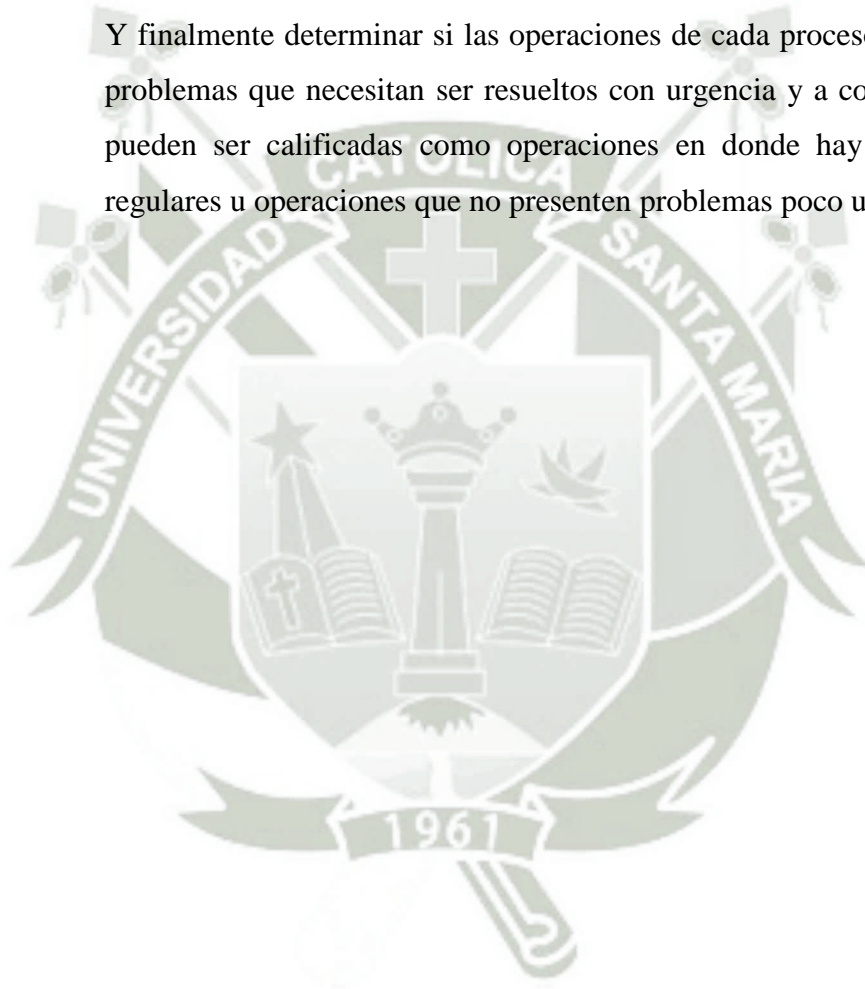 Y finalmente determinar si las operaciones de cada proceso
problemas que necesitan ser resueltos con urgencia y a co
pueden ser calificadas como operaciones en donde hay
regulares u operaciones que no presenten problemas poco u
UNIVERSIDAD CATOLICA SANTA MARIA
1961